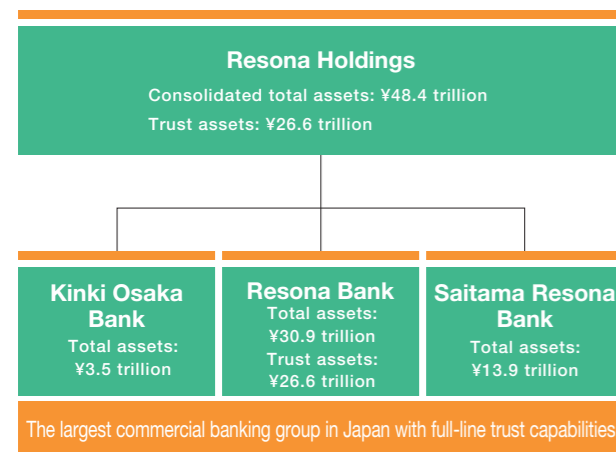 Resona Holdings
Consolidated total assets: ¥48.4 trillion
Trust assets: ¥26.6 trillion
Kinki Osaka
Bank
Total assets:
¥3.5 trillion
Resona Bank
Total assets:
¥30.9 trillion
Trust assets:
¥26.6 trillion
Saitama Resona
Bank
Total assets:
¥13.9 trillion
The largest commercial banking group in Japan with full-line trust capabilities